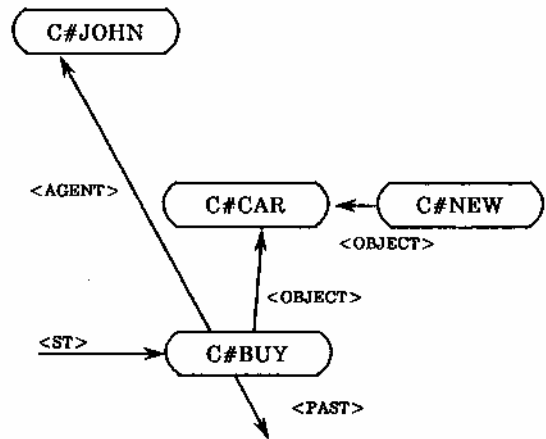 C#JOHN
<AGENT>
C#CAR
C#NEW
<OBJECT>
<OBJECT>
<ST>
C#BUY
<PAST>